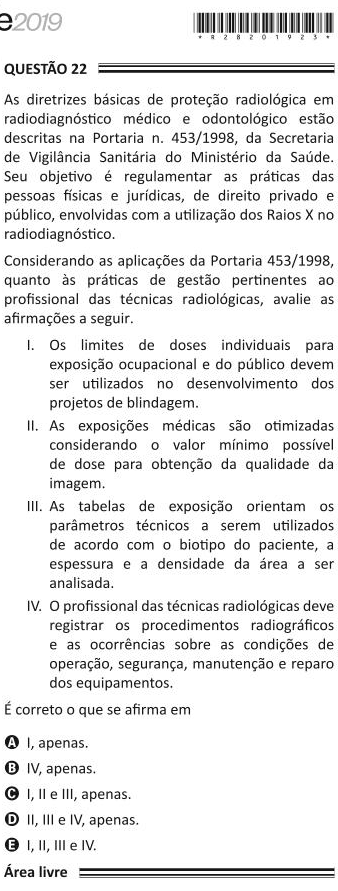 e2019
* R 2 8 2 0 1 9 2 3 *
QUESTÃO 22
As diretrizes básicas de proteção radiológica em
radiodiagnóstico médico e odontológico estão
descritas na Portaria n. 453/1998, da Secretaria
de Vigilância Sanitária do Ministério da Saúde.
Seu objetivo é regulamentar as práticas das
pessoas físicas e jurídicas, de direito privado e
público, envolvidas com a utilização dos Raios X no
radiodiagnóstico.
Considerando as aplicações da Portaria 453/1998,
quanto às práticas de gestão pertinentes ao
profissional das técnicas radiológicas, avalie as
afirmações a seguir.
I. Os limites de doses individuais para
exposição ocupacional e do público devem
ser utilizados no desenvolvimento dos
projetos de blindagem.
II. As exposições médicas são otimizadas
considerando o valor mínimo possível
de dose para obtenção da qualidade da
imagem.
III. As tabelas de exposição orientam os
parâmetros técnicos a serem utilizados
de acordo com o biotipo do paciente, a
espessura e a densidade da área a ser
analisada.
IV. O profissional das técnicas radiológicas deve
registrar os procedimentos radiográficos
e as ocorrências sobre as condições de
operação, segurança, manutenção e reparo
dos equipamentos.
É correto o que se afirma em
A I, apenas.
B IV, apenas.
C I, II e III, apenas.
D II, III e IV, apenas.
E I, II, III e IV.
Área livre